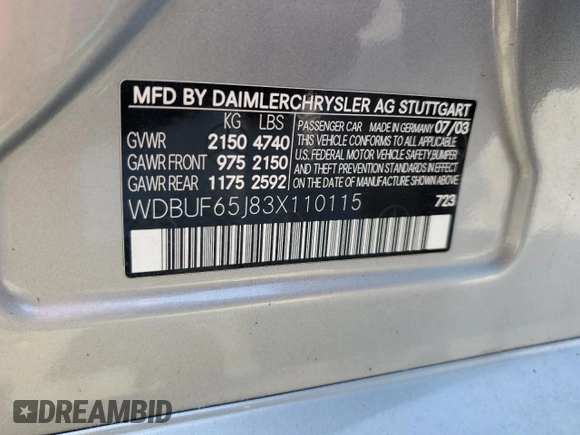 MFD BY DAIMLERCHRYSLER AG STUTTGART
KG LBS
GVWR 2150 4740
GAWR FRONT 975 2150
GAWR REAR 1175 2592
PASSENGER CAR MADE IN GERMANY 07/03
THIS VEHICLE CONFORMS TO ALL APPLICABLE
U.S. FEDERAL MOTOR VEHICLE SAFETY, BUMPER
AND THEFT PREVENTION STANDARDS IN EFFECT
ON THE DATE OF MANUFACTURE SHOWN ABOVE
WDBUF65J83X110115 723
DREAMBID